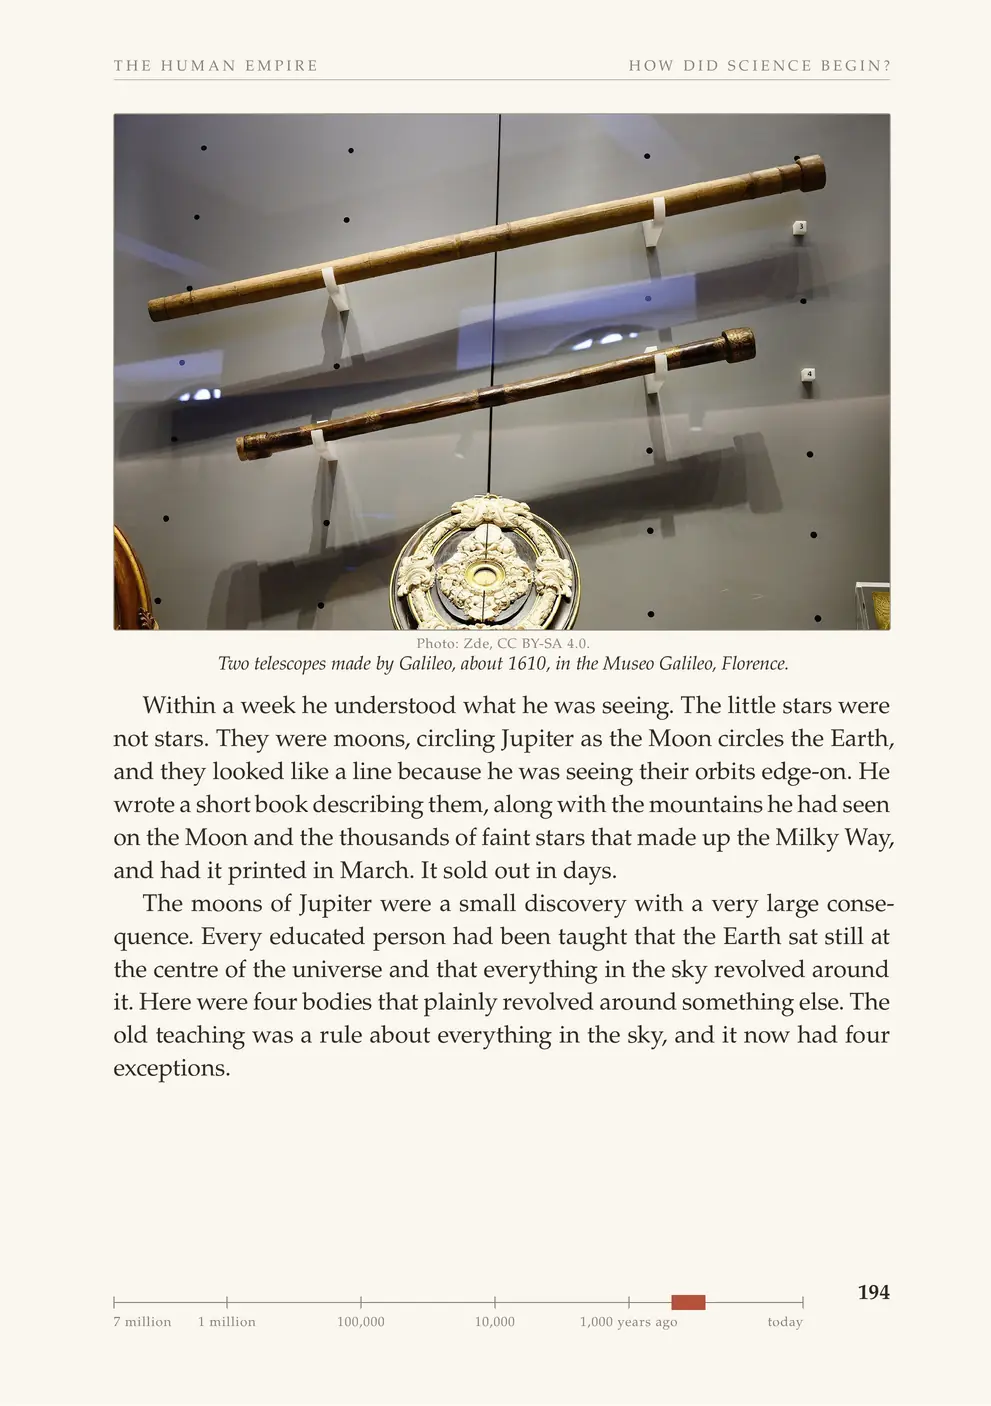 THE HUMAN EMPIRE
HOW DID SCIENCE BEGIN?
3
4
Photo: Zde, CC BY-SA 4.0.
Two telescopes made by Galileo, about 1610, in the Museo Galileo, Florence.
Within a week he understood what he was seeing. The little stars were
not stars. They were moons, circling Jupiter as the Moon circles the Earth,
and they looked like a line because he was seeing their orbits edge-on. He
wrote a short book describing them, along with the mountains he had seen
on the Moon and the thousands of faint stars that made up the Milky Way,
and had it printed in March. It sold out in days.
The moons of Jupiter were a small discovery with a very large conse-
quence. Every educated person had been taught that the Earth sat still at
the centre of the universe and that everything in the sky revolved around
it. Here were four bodies that plainly revolved around something else. The
old teaching was a rule about everything in the sky, and it now had four
exceptions.
194
7 million
1 million
100,000
10,000
1,000 years ago
today